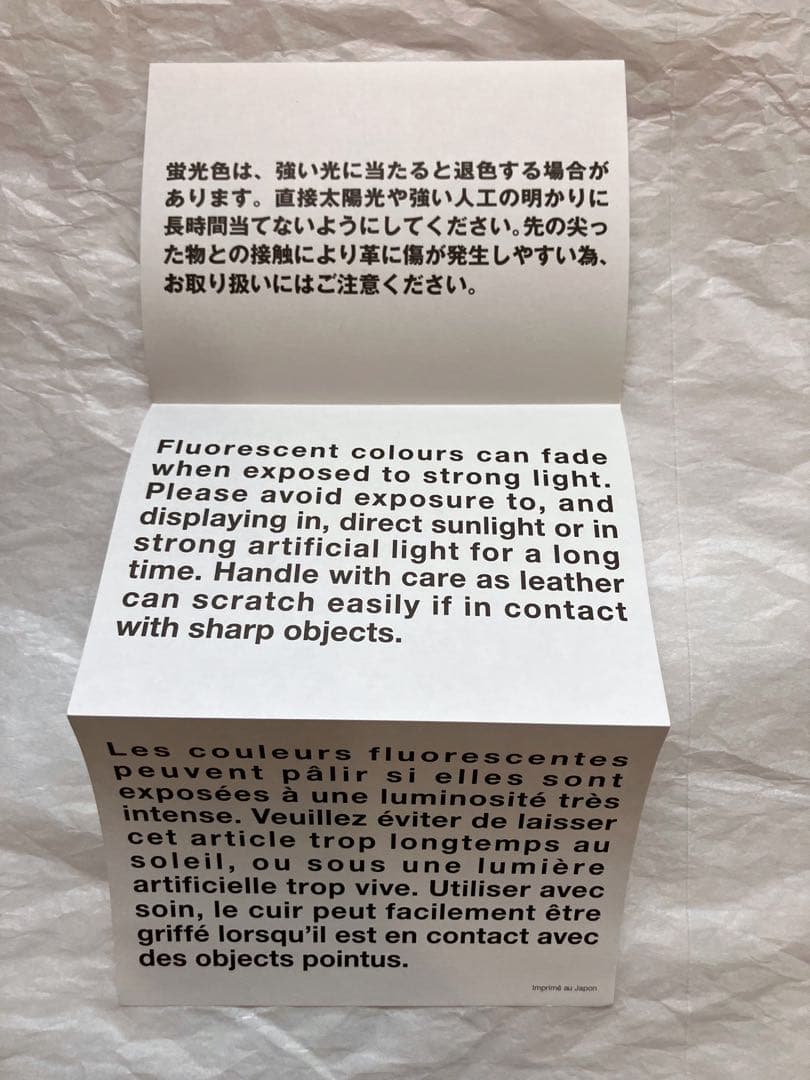 蛍光色は、強い光に当たると退色する場合が
あります。直接太陽光や強い人工の明かりに
長時間当てないようにしてください。先の尖っ
た物との接触により革に傷が発生しやすい為、
お取り扱いにはご注意ください。
Fluorescent colours can fade
when exposed to strong light.
Please avoid exposure to, and
displaying in, direct sunlight or in
strong artificial light for a long
time. Handle with care as leather
can scratch easily if in contact
with sharp objects.
Les couleurs fluorescentes
peuvent pâlir si elles sont
exposées à une luminosité très
intense. Veuillez éviter de laisser
cet article trop longtemps au
soleil, ou sous une lumière
artificielle trop vive. Utiliser avec
soin, le cuir peut facilement être
griffé lorsqu'il est en contact avec
des objects pointus.
Imprimé au Japon